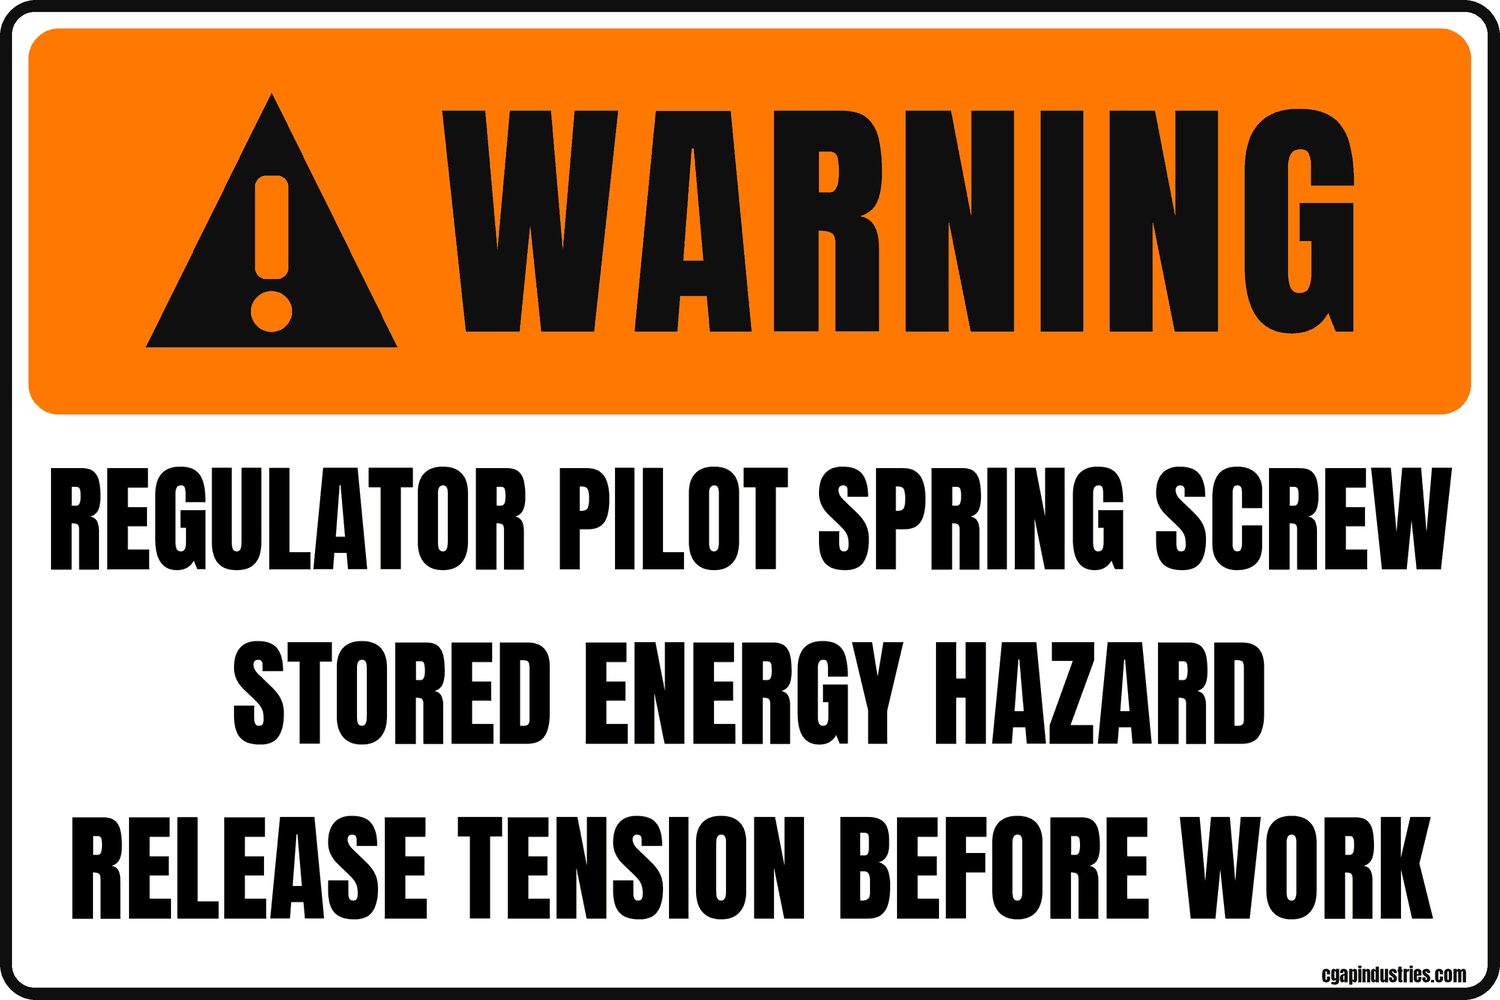 WARNING
REGULATOR PILOT SPRING SCREW
STORED ENERGY HAZARD
RELEASE TENSION BEFORE WORK
cgapindustries.com